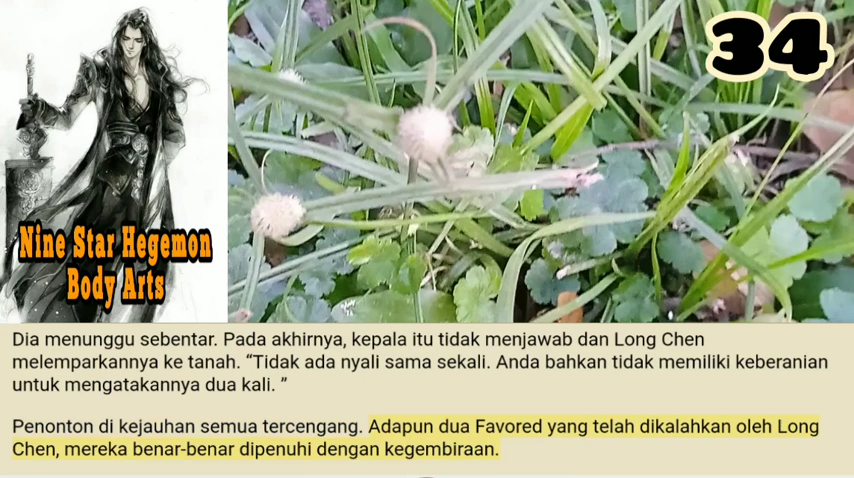 34
Nine Star Hegemon
Body Arts
Dia menunggu sebentar. Pada akhirnya, kepala itu tidak menjawab dan Long Chen
melemparkannya ke tanah. “Tidak ada nyali sama sekali. Anda bahkan tidak memiliki keberanian
untuk mengatakannya dua kali. ”
Penonton di kejauhan semua tercengang. Adapun dua Favored yang telah dikalahkan oleh Long
Chen, mereka benar-benar dipenuhi dengan kegembiraan.